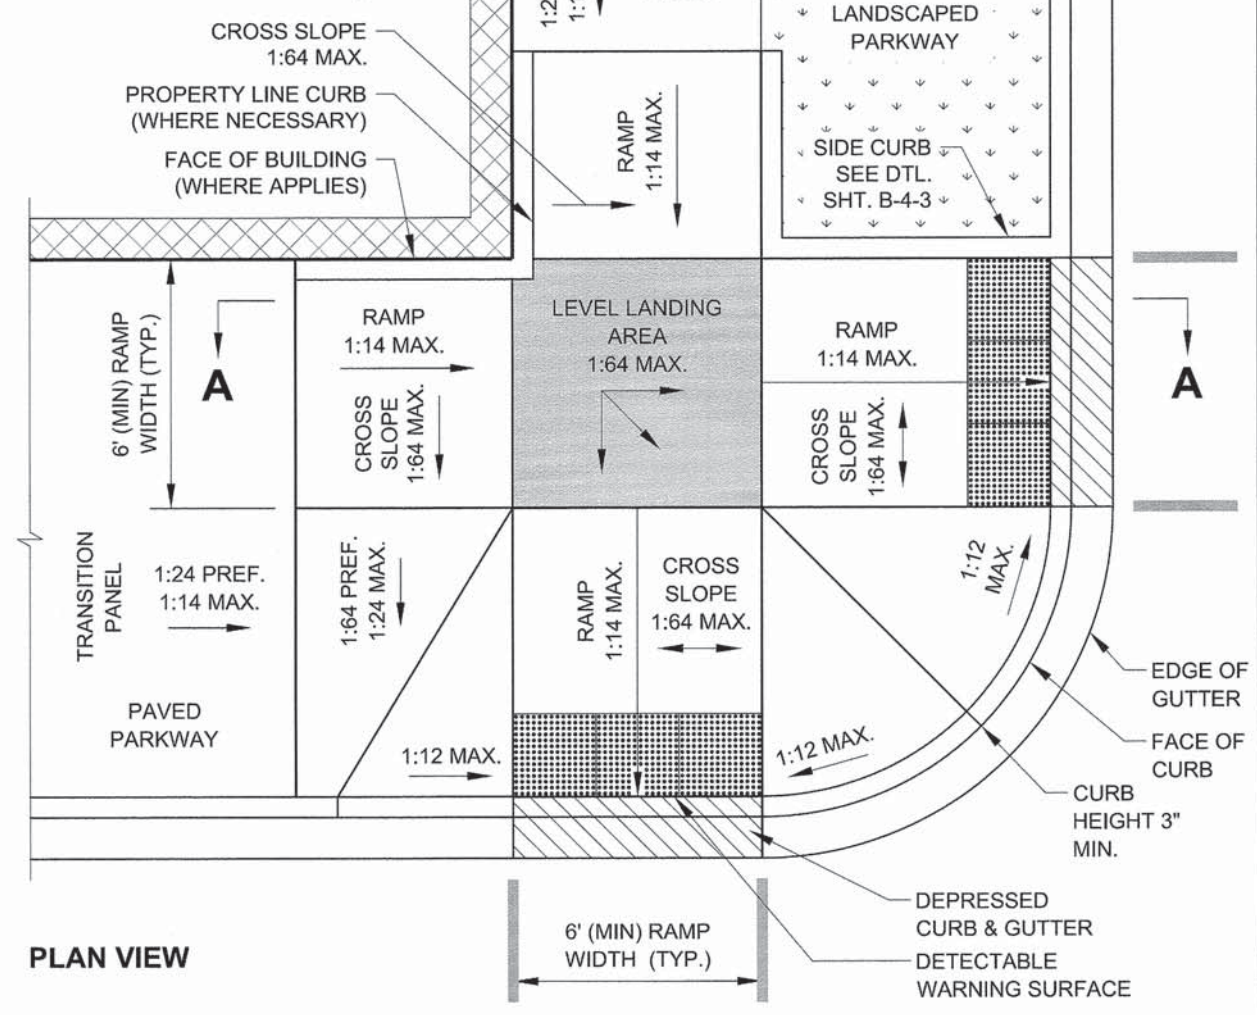 LANDSCAPED
PARKWAY
CROSS SLOPE
1:64 MAX.
PROPERTY LINE CURB
(WHERE NECESSARY)
FACE OF BUILDING
(WHERE APPLIES)
RAMP
1:14 MAX.
SIDE CURB
SEE DTL.
SHT. B-4-3
6' (MIN) RAMP
WIDTH (TYP.)
A
RAMP
1:14 MAX.
CROSS
SLOPE
1:64 MAX.
LEVEL LANDING
AREA
1:64 MAX.
RAMP
1:14 MAX.
CROSS
SLOPE
1:64 MAX.
A
TRANSITION
PANEL
1:24 PREF.
1:14 MAX.
1:64 PREF.
1:24 MAX.
RAMP
1:14 MAX.
CROSS
SLOPE
1:64 MAX.
1:12
MAX.
PAVED
PARKWAY
1:12 MAX.
1:12 MAX.
EDGE OF
GUTTER
FACE OF
CURB
CURB
HEIGHT 3"
MIN.
DEPRESSED
CURB & GUTTER
DETECTABLE
WARNING SURFACE
6' (MIN) RAMP
WIDTH (TYP.)
PLAN VIEW